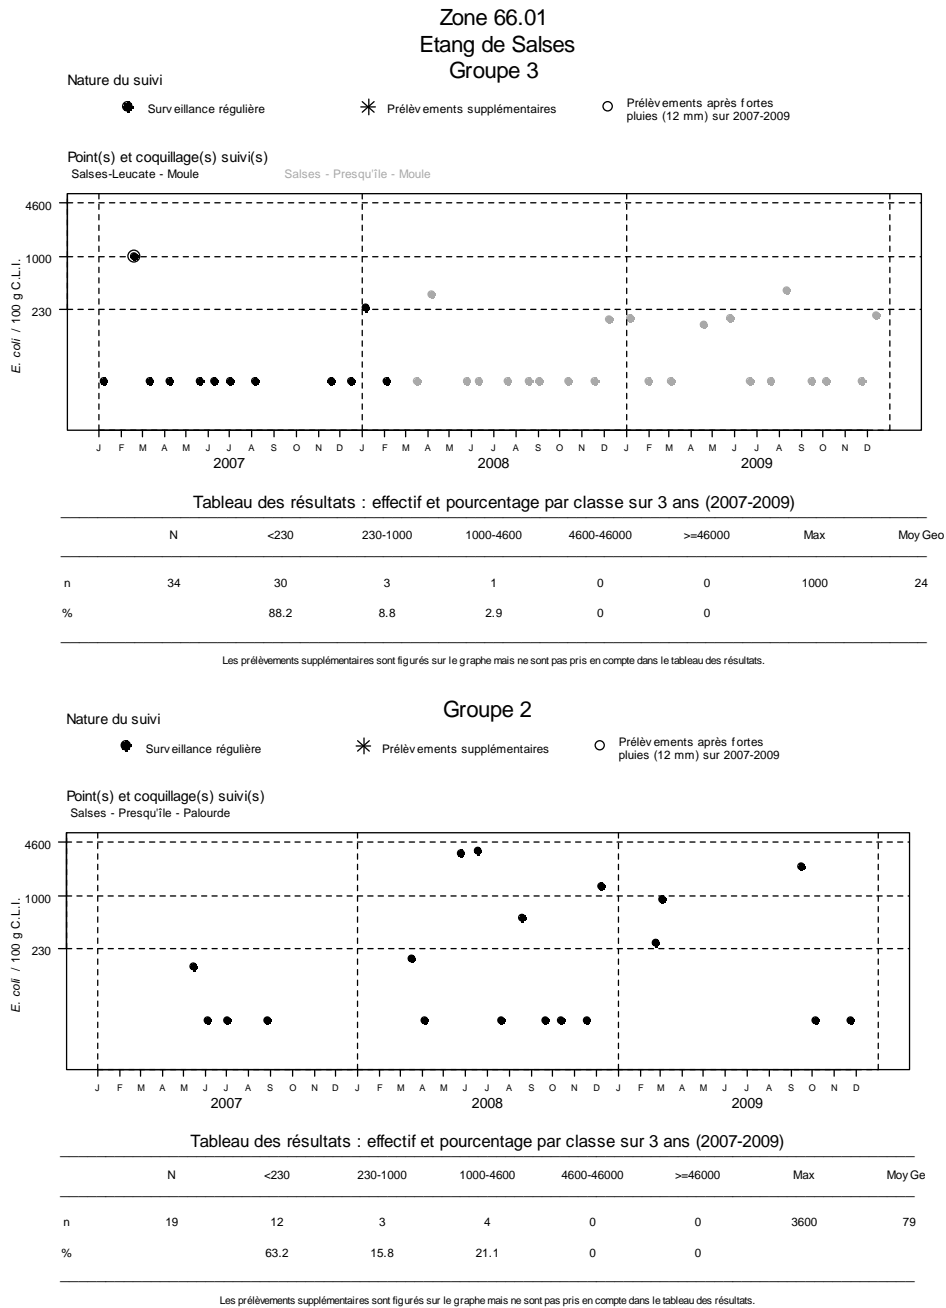 Zone 66.01
Etang de Salses
Groupe 3
Nature du suivi
Surveillance régulière
Prélèvements supplémentaires
Prélèvements après fortes
pluies (12 mm) sur 2007-2009
Point(s) et coquillage(s) suivi(s)
Salses-Leucate - Moule Salses - Presqu'île - Moule
4600
1000
230
E. coli / 100 g C.L.I.
J F M A M J J A S O N D J F M A M J J A S O N D J F M A M J J A S O N D
2007 2008 2009
Tableau des résultats : effectif et pourcentage par classe sur 3 ans (2007-2009)
N <230 230-1000 1000-4600 4600-46000 >=46000 Max Moy Geo
n 34 30 3 1 0 0 1000 24
% 88.2 8.8 2.9 0 0
Les prélèvements supplémentaires sont figurés sur le graphe mais ne sont pas pris en compte dans le tableau des résultats.
Groupe 2
Nature du suivi
Surveillance régulière
Prélèvements supplémentaires
Prélèvements après fortes
pluies (12 mm) sur 2007-2009
Point(s) et coquillage(s) suivi(s)
Salses - Presqu'île - Palourde
4600
1000
230
E. coli / 100 g C.L.I.
J F M A M J J A S O N D J F M A M J J A S O N D J F M A M J J A S O N D
2007 2008 2009
Tableau des résultats : effectif et pourcentage par classe sur 3 ans (2007-2009)
N <230 230-1000 1000-4600 4600-46000 >=46000 Max Moy Ge
n 19 12 3 4 0 0 3600 79
% 63.2 15.8 21.1 0 0
Les prélèvements supplémentaires sont figurés sur le graphe mais ne sont pas pris en compte dans le tableau des résultats.